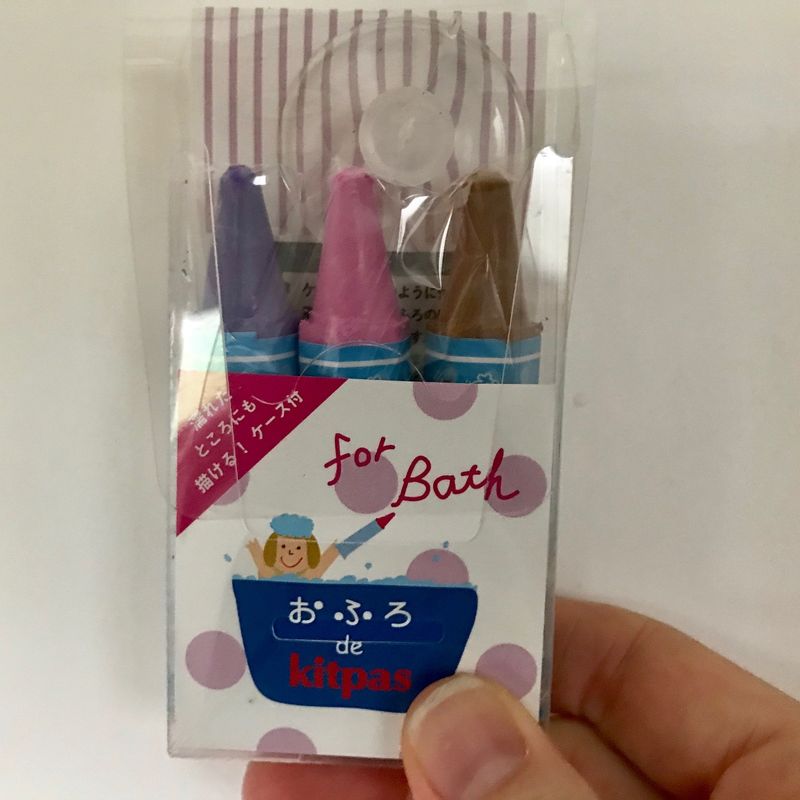 濡れた
ところにも
描ける！ケース付
for
Bath
おふろ
de
kitpas